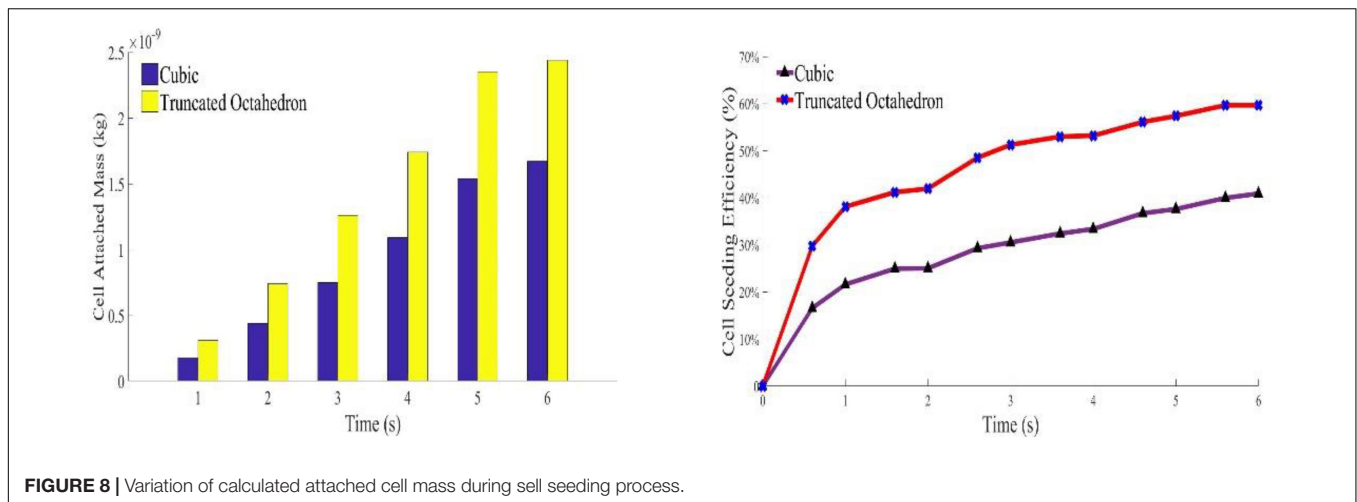 ×10⁻⁹
2.5
2
1.5
1
0.5
0
Cell Attached Mass (kg)
Cubic
Truncated Octahedron
1 2 3 4 5 6
Time (s)
70%
60%
50%
40%
30%
20%
10%
0
Cell Seeding Efficiency (%)
Cubic
Truncated Octahedron
0 1 2 3 4 5 6
Time (s)
FIGURE 8 | Variation of calculated attached cell mass during sell seeding process.